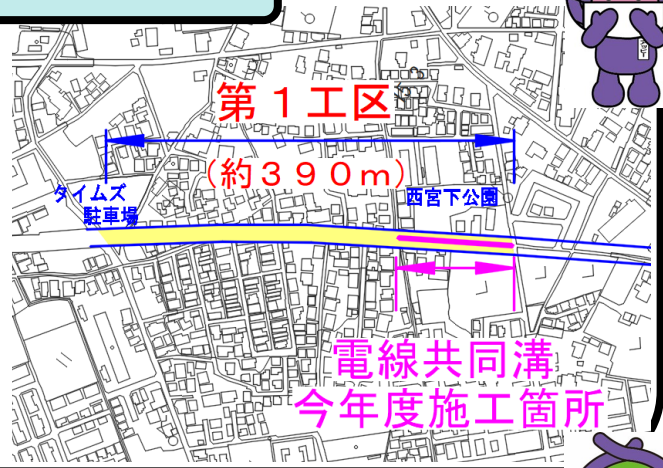 第１工区
(約３９０ｍ)
タイムズ
駐車場
西宮下公園
電線共同溝
今年度施工箇所